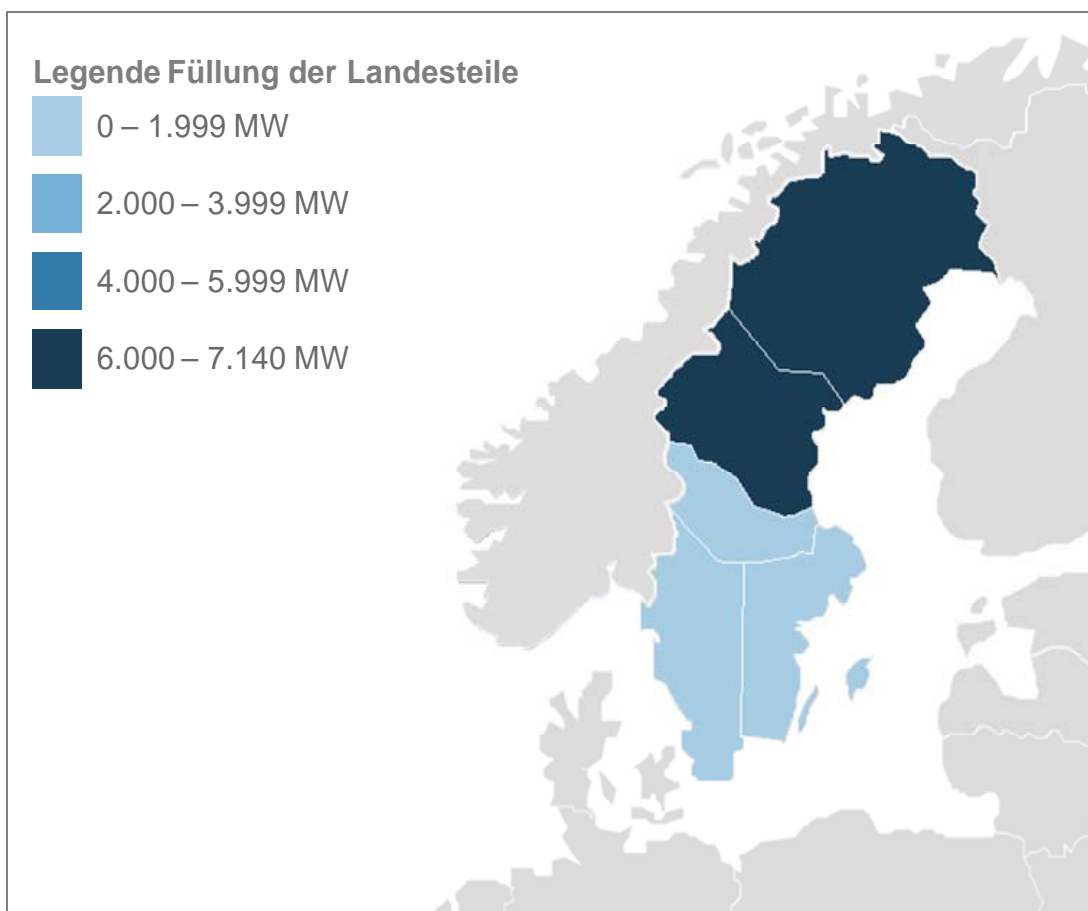 Legende Füllung der Landesteile
0 – 1.999 MW
2.000 – 3.999 MW
4.000 – 5.999 MW
6.000 – 7.140 MW